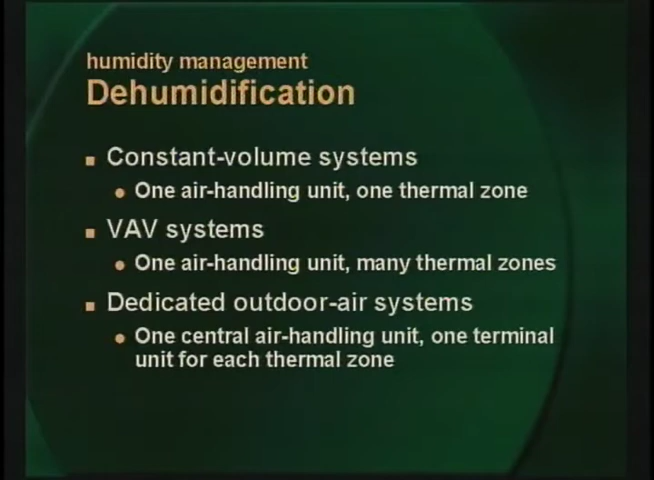 humidity management
Dehumidification
Constant-volume systems
One air-handling unit, one thermal zone
VAV systems
One air-handling unit, many thermal zones
Dedicated outdoor-air systems
One central air-handling unit, one terminal
unit for each thermal zone